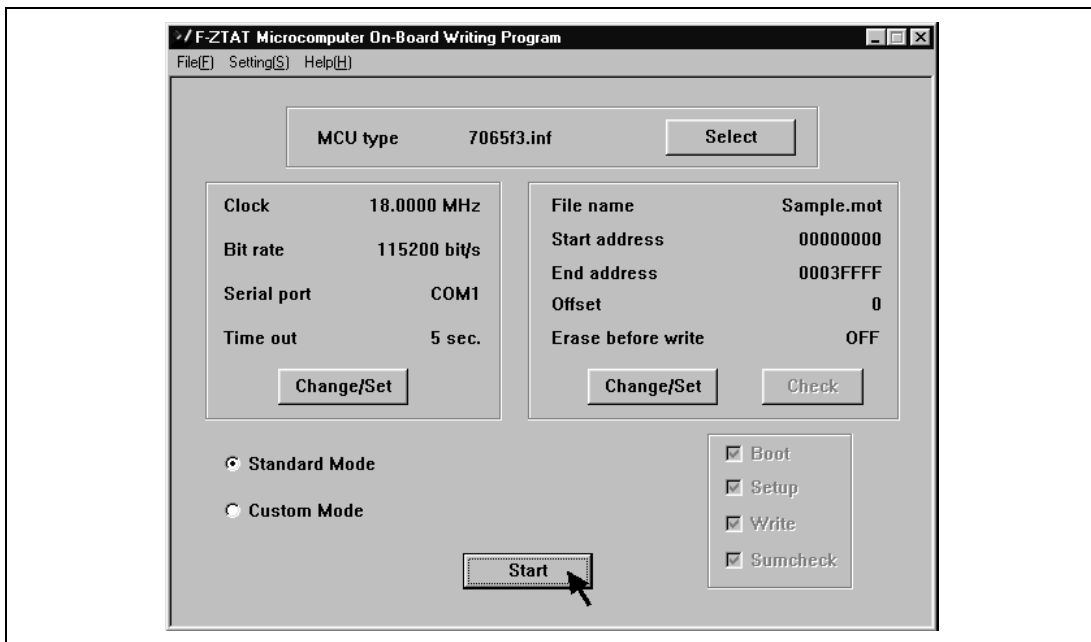 F-ZTAT Microcomputer On-Board Writing Program
File(F) Setting(S) Help(H)
MCU type 7065f3.inf Select
Clock 18.0000 MHz
Bit rate 115200 bit/s
Serial port COM1
Time out 5 sec.
Change/Set
File name Sample.mot
Start address 00000000
End address 0003FFFF
Offset 0
Erase before write OFF
Change/Set Check
Standard Mode
Custom Mode
Boot
Setup
Write
Sumcheck
Start